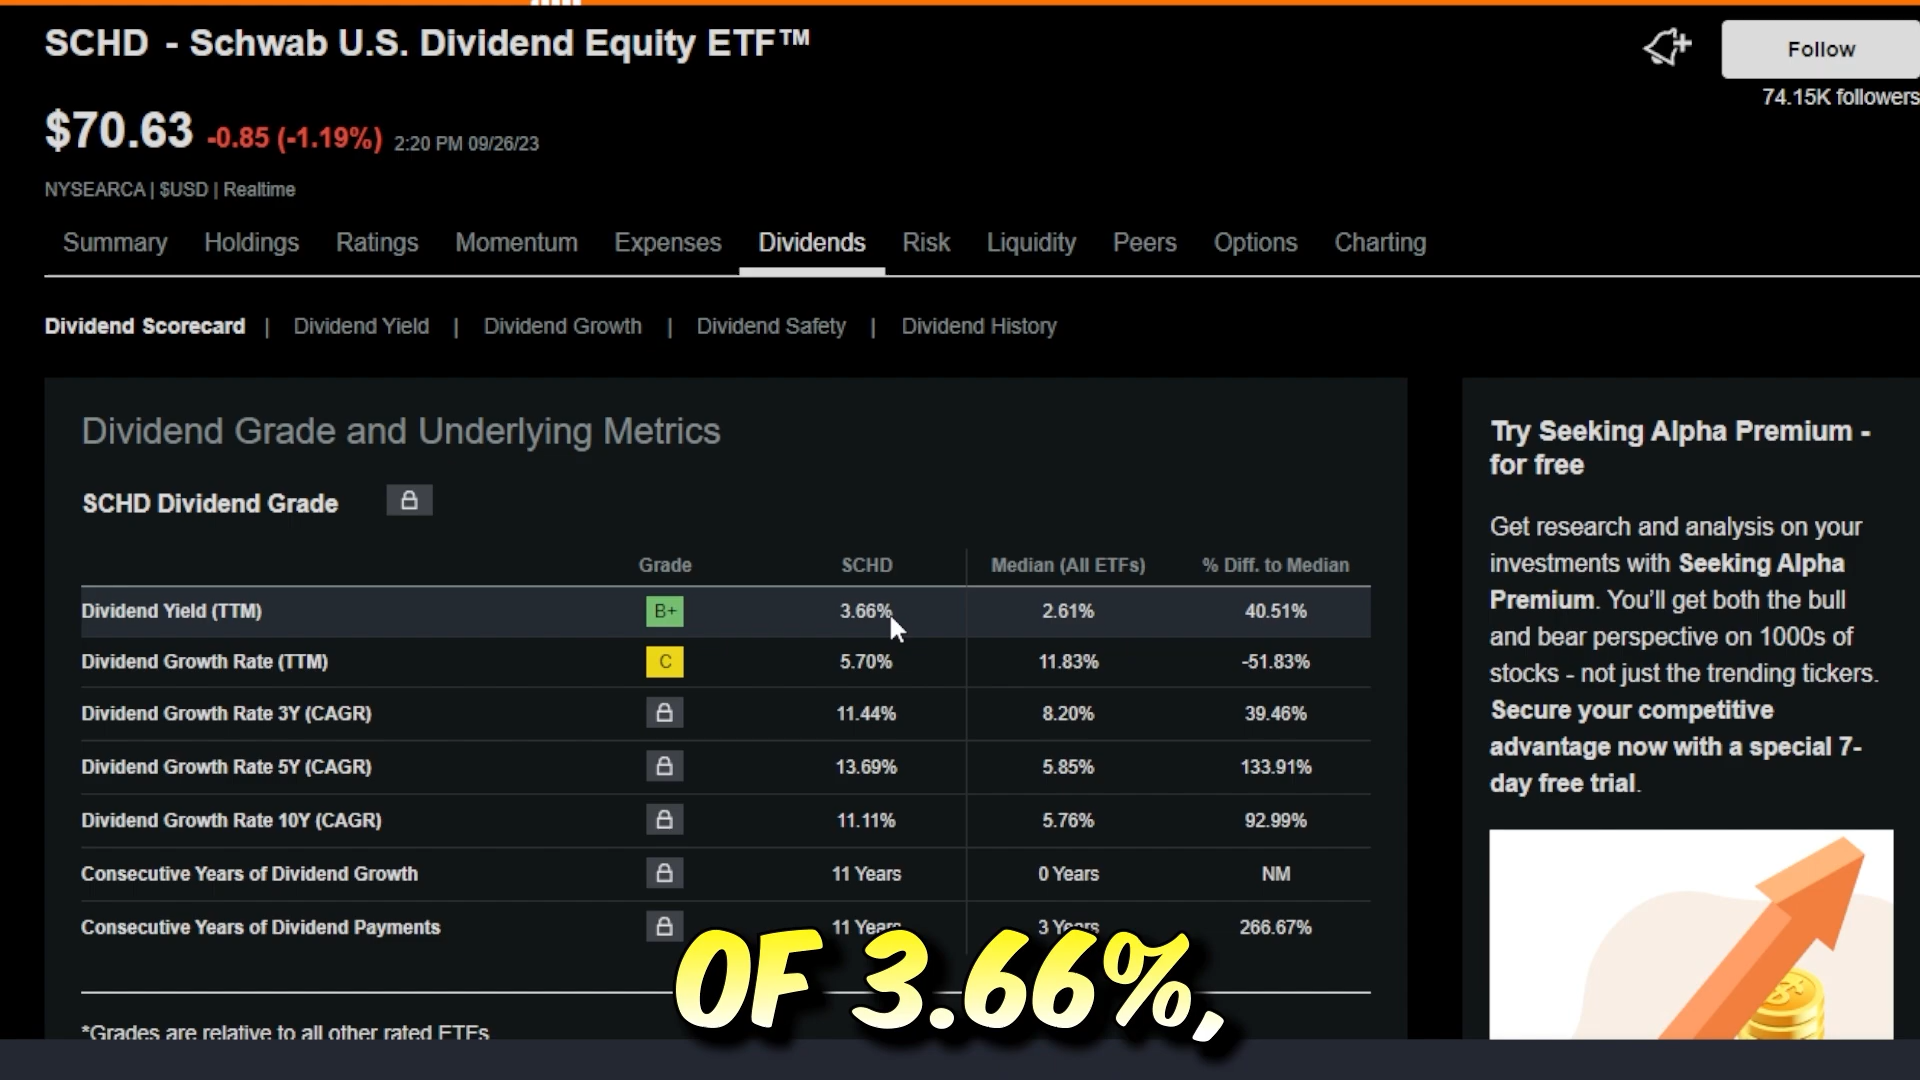 SCHD - Schwab U.S. Dividend Equity ETF™
Follow
74.15K followers
$70.63 -0.85 (-1.19%) 2:20 PM 09/26/23
NYSEARCA | $USD | Realtime
Summary Holdings Ratings Momentum Expenses Dividends Risk Liquidity Peers Options Charting
Dividend Scorecard | Dividend Yield | Dividend Growth | Dividend Safety | Dividend History
Dividend Grade and Underlying Metrics
SCHD Dividend Grade
Grade SCHD Median (All ETFs) % Diff. to Median
Dividend Yield (TTM) B+ 3.66% 2.61% 40.51%
Dividend Growth Rate (TTM) C 5.70% 11.83% -51.83%
Dividend Growth Rate 3Y (CAGR) 11.44% 8.20% 39.46%
Dividend Growth Rate 5Y (CAGR) 13.69% 5.85% 133.91%
Dividend Growth Rate 10Y (CAGR) 11.11% 5.76% 92.99%
Consecutive Years of Dividend Growth 11 Years 0 Years NM
Consecutive Years of Dividend Payments 11 Years 3 Years 266.67%
*Grades are relative to all other rated ETFs
Try Seeking Alpha Premium -
for free
Get research and analysis on your
investments with Seeking Alpha
Premium. You'll get both the bull
and bear perspective on 1000s of
stocks - not just the trending tickers.
Secure your competitive
advantage now with a special 7-
day free trial.
OF 3.66%,